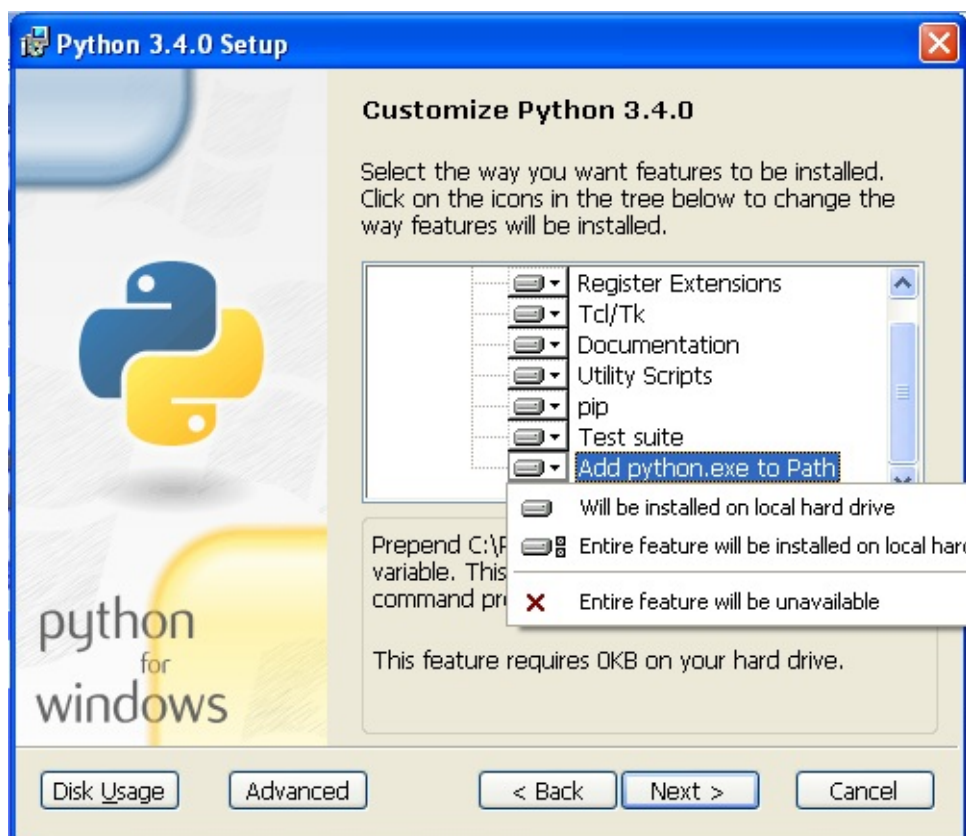 Python 3.4.0 Setup
Customize Python 3.4.0
Select the way you want features to be installed.
Click on the icons in the tree below to change the
way features will be installed.
Register Extensions
Tcl/Tk
Documentation
Utility Scripts
pip
Test suite
Add python.exe to Path
Will be installed on local hard drive
Entire feature will be installed on local
Entire feature will be unavailable
Prepend
variable. This
command
This feature requires 0KB on your hard drive.
python
for
windows
Disk Usage
Advanced
< Back
Next >
Cancel